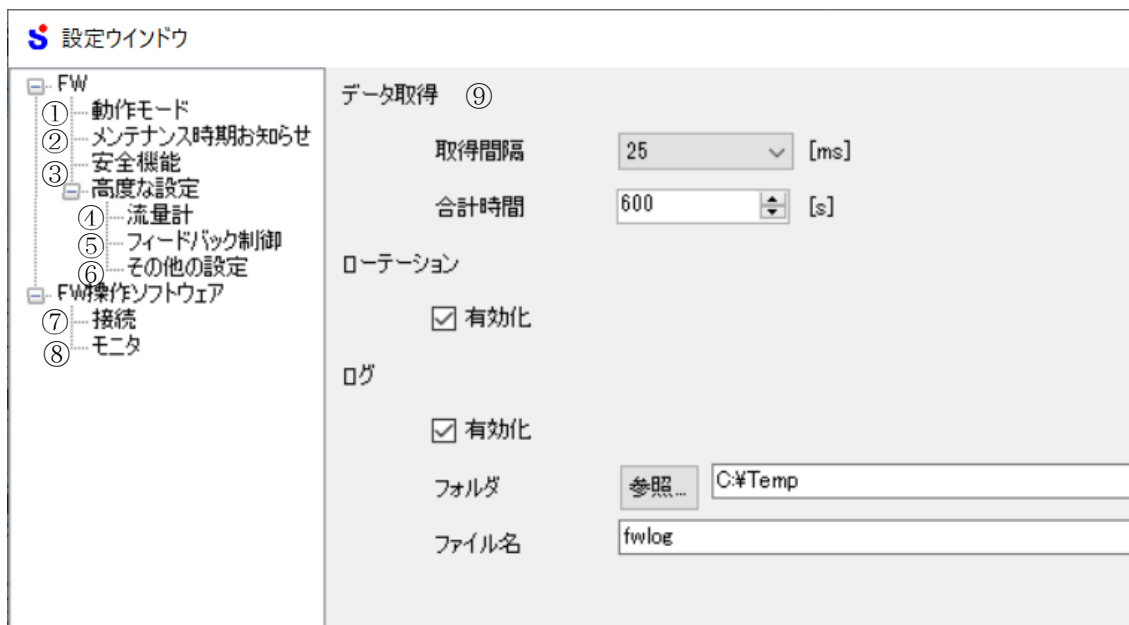 設定ウインドウ
FW
① 動作モード
② メンテナンス時期お知らせ
③ 安全機能
高度な設定
④ 流量計
⑤ フィードバック制御
⑥ その他の設定
FW操作ソフトウェア
⑦ 接続
⑧ モニタ
データ取得 ⑨
取得間隔 25 [ms]
合計時間 600 [s]
ローテーション
有効化
ログ
有効化
フォルダ 参照... C:¥Temp
ファイル名 fwlog